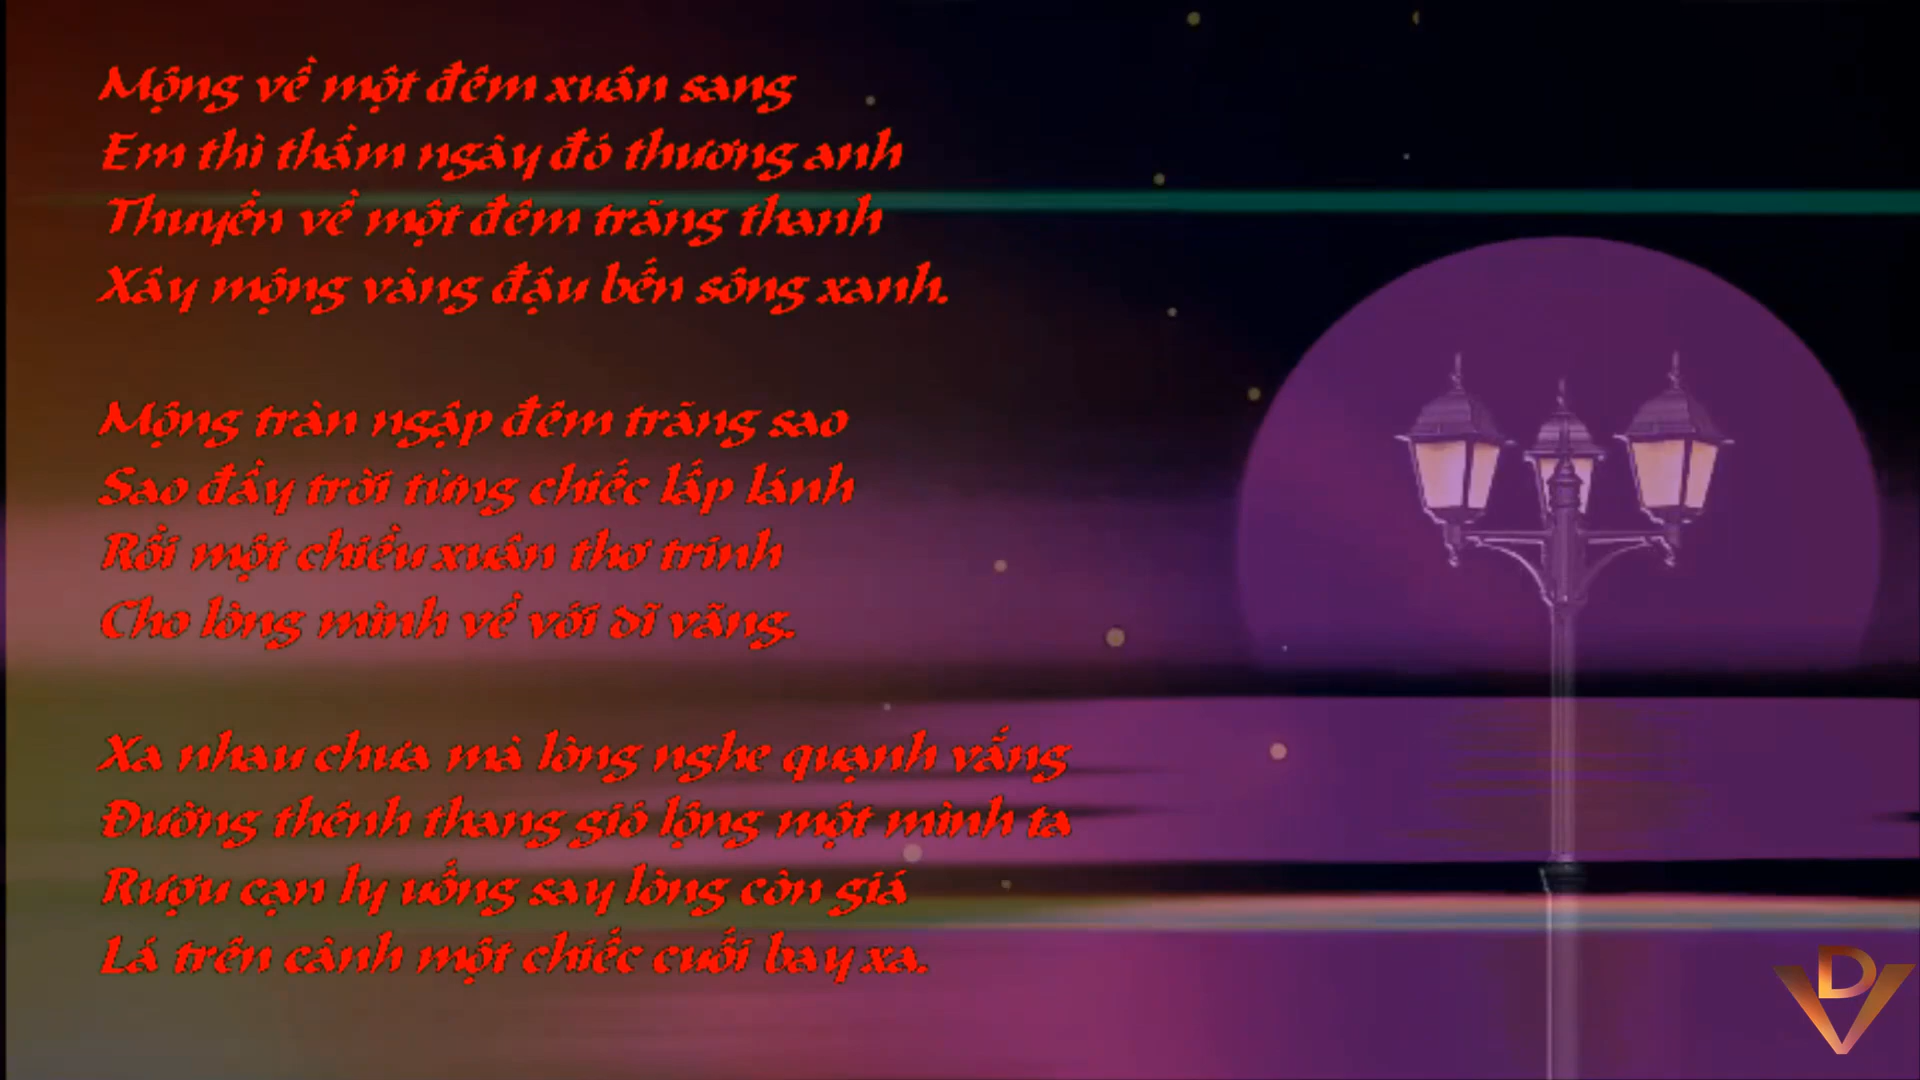 Mộng về một đêm xuân sang
Em thì thầm ngày đó thương anh
Thuyền về một đêm trăng thanh
Xây mộng vàng đậu bến sông xanh.
Mộng tràn ngập đêm trăng sao
Sao đầy trời từng chiếc lấp lánh
Rồi một chiều xuân thơ trinh
Cho lòng mình về với dĩ vãng.
Xa nhau chưa mà lòng nghe quạnh vắng
Đường thênh thang gió lộng một mình ta
Rượu cạn ly uống say lòng còn giá
Lá trên cành một chiếc cuối bay xa.
DV